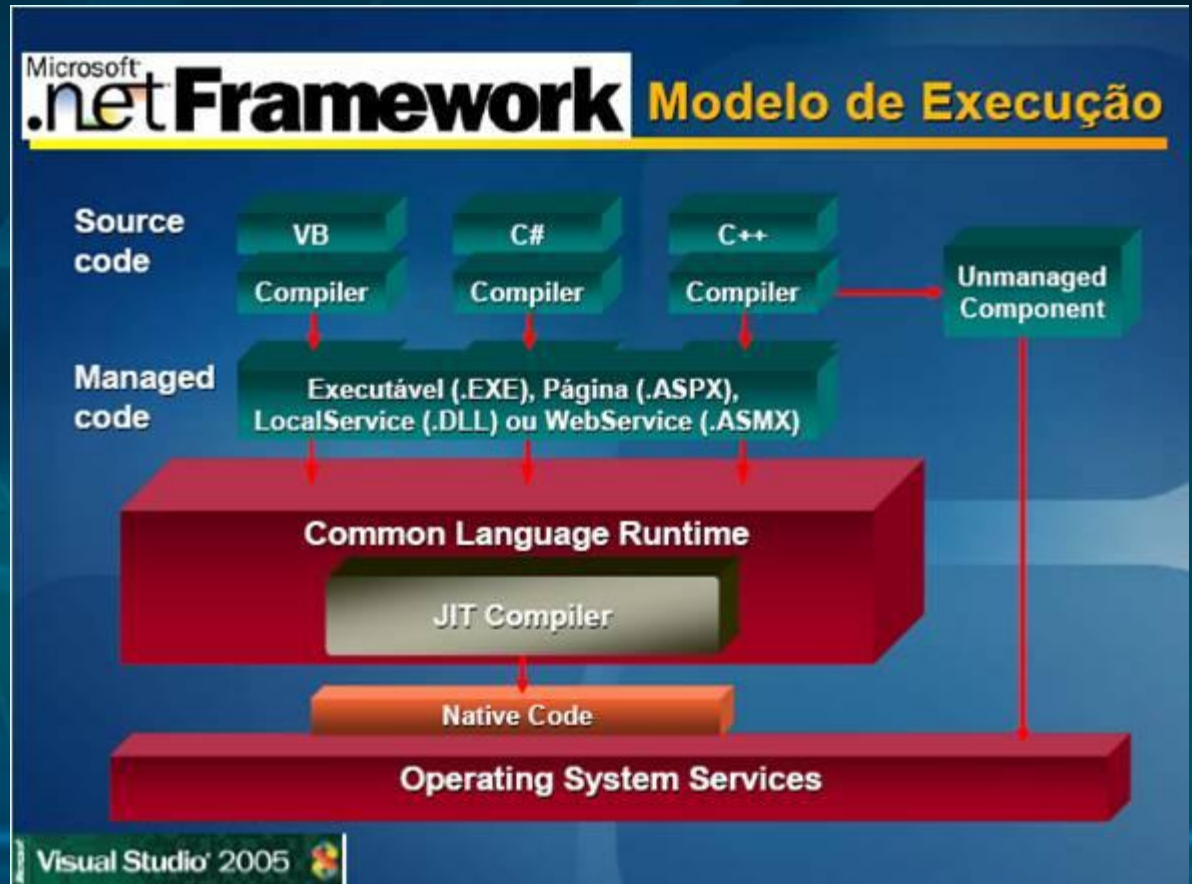 Microsoft
.net Framework Modelo de Execução
Source
code
VB
C#
C++
Compiler
Compiler
Compiler
Unmanaged
Component
Managed
code
Executável (.EXE), Página (.ASPX),
LocalService (.DLL) ou WebService (.ASMX)
Common Language Runtime
JIT Compiler
Native Code
Operating System Services
Microsoft
Visual Studio' 2005